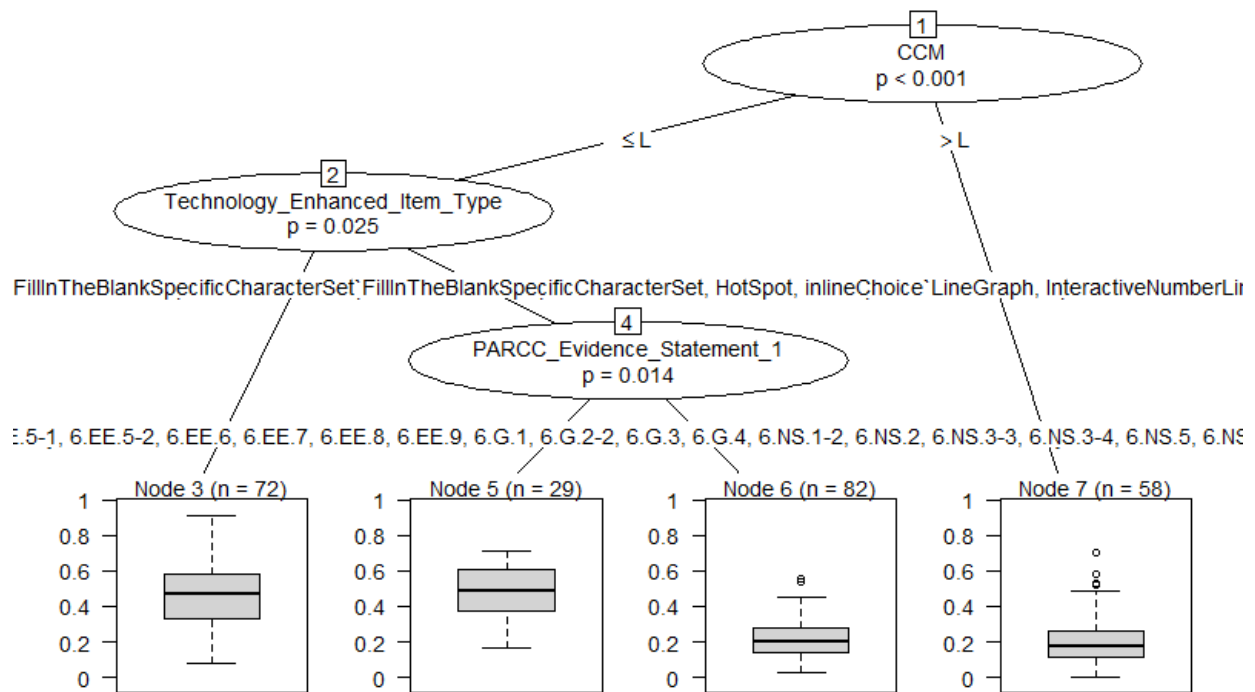 1
CCM
p < 0.001
≤ L
> L
2
Technology_Enhanced_Item_Type
p = 0.025
FillInTheBlankSpecificCharacterSet`FillInTheBlankSpecificCharacterSet, HotSpot, inlineChoice`LineGraph, InteractiveNumberLin
4
PARCC_Evidence_Statement_1
p = 0.014
E.5-1, 6.EE.5-2, 6.EE.6, 6.EE.7, 6.EE.8, 6.EE.9, 6.G.1, 6.G.2-2, 6.G.3, 6.G.4, 6.NS.1-2, 6.NS.2, 6.NS.3-3, 6.NS.3-4, 6.NS.5, 6.NS
Node 3 (n = 72)
1
0.8
0.6
0.4
0.2
0
Node 5 (n = 29)
1
0.8
0.6
0.4
0.2
0
Node 6 (n = 82)
1
0.8
0.6
0.4
0.2
0
Node 7 (n = 58)
1
0.8
0.6
0.4
0.2
0